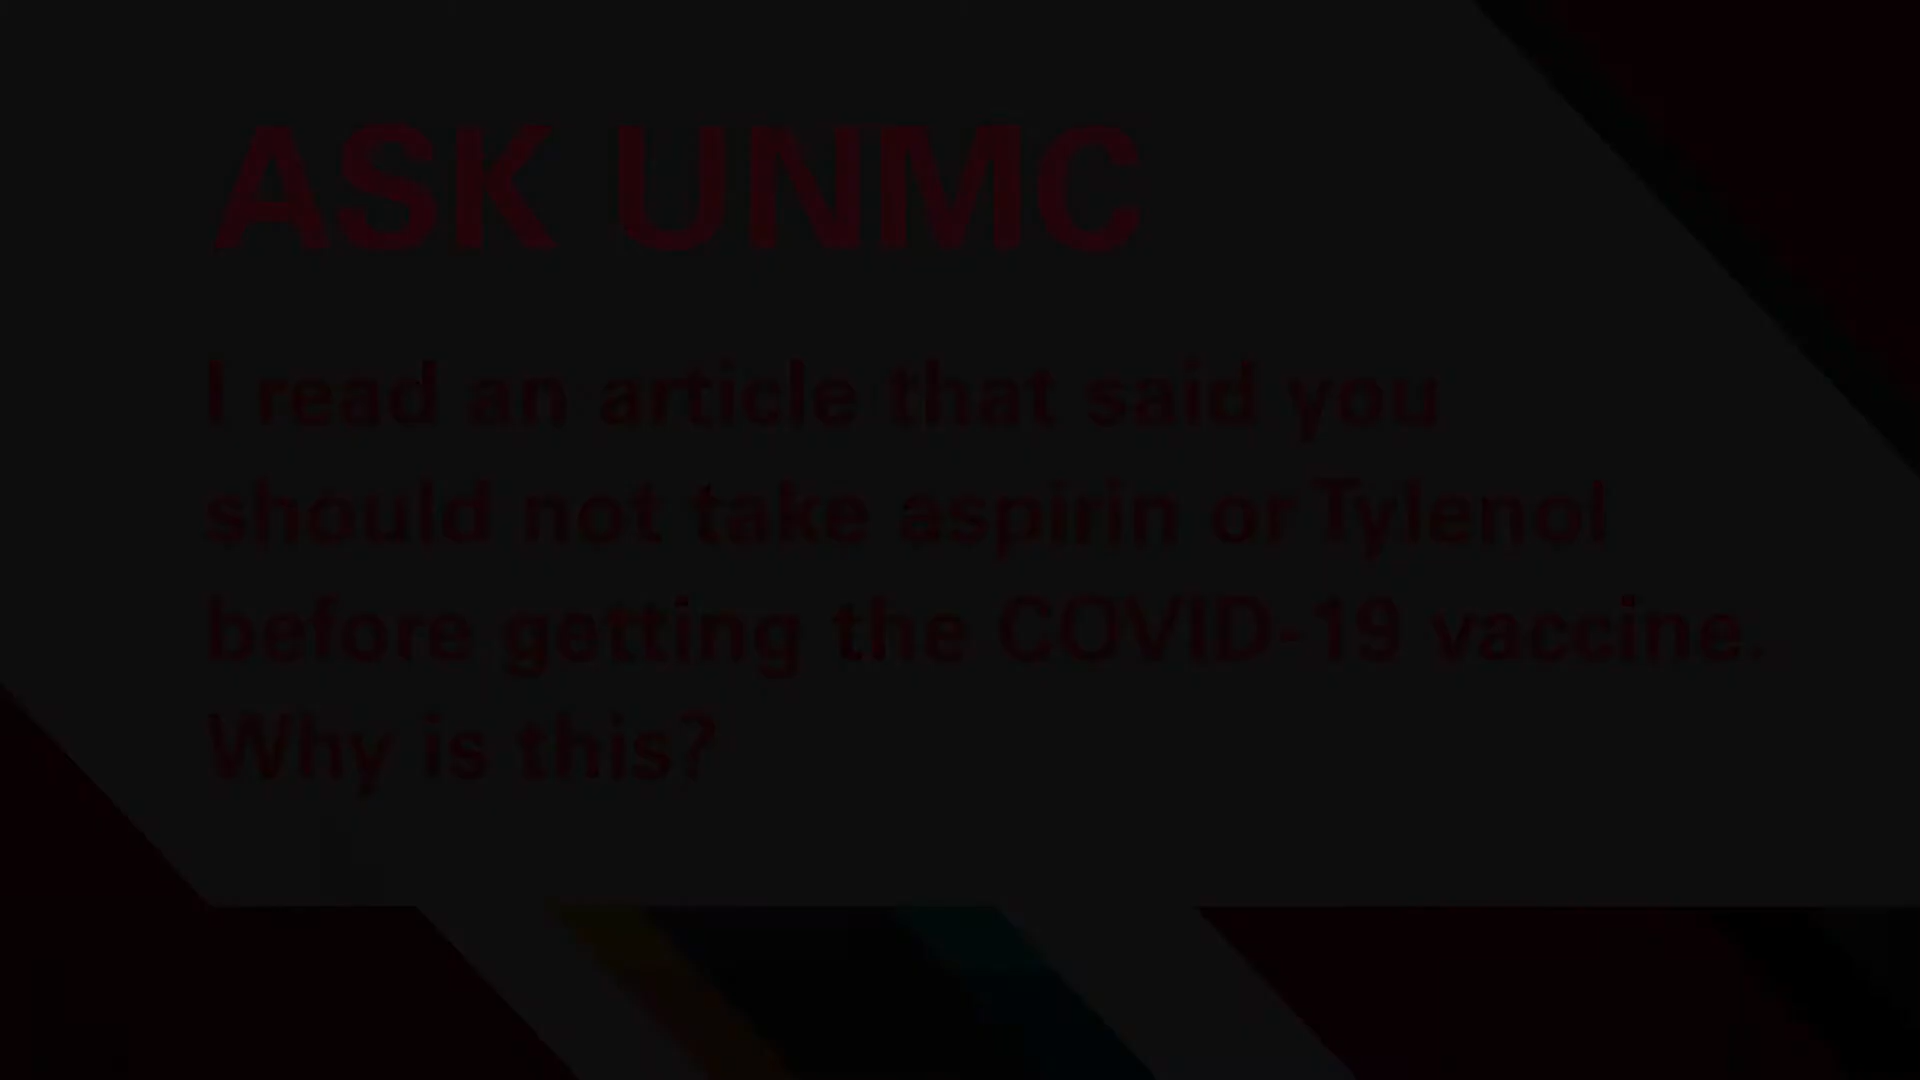 ASK UNMC
I read an article that said you
should not take aspirin or Tylenol
before getting the COVID-19 vaccine.
Why is this?